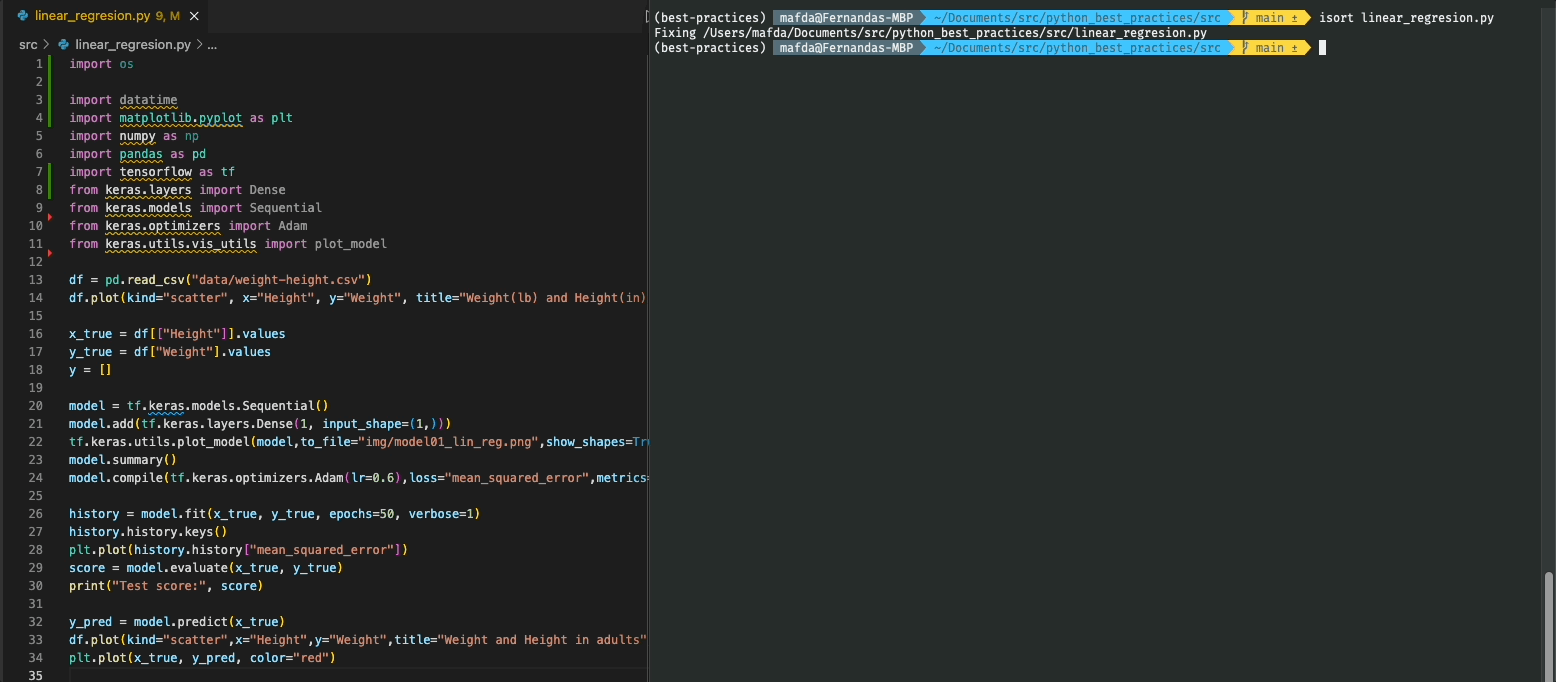 linear_regresion.py 9, M ×
src > linear_regresion.py > ...
1 import os
2
3 import datatime
4 import matplotlib.pyplot as plt
5 import numpy as np
6 import pandas as pd
7 import tensorflow as tf
8 from keras.layers import Dense
9 from keras.models import Sequential
10 from keras.optimizers import Adam
11 from keras.utils.vis_utils import plot_model
12
13 df = pd.read_csv("data/weight-height.csv")
14 df.plot(kind="scatter", x="Height", y="Weight", title="Weight(lb) and Height(in)
15
16 x_true = df[["Height"]].values
17 y_true = df["Weight"].values
18 y = []
19
20 model = tf.keras.models.Sequential()
21 model.add(tf.keras.layers.Dense(1, input_shape=(1,)))
22 tf.keras.utils.plot_model(model,to_file="img/model01_lin_reg.png",show_shapes=Tru
23 model.summary()
24 model.compile(tf.keras.optimizers.Adam(lr=0.6),loss="mean_squared_error",metrics=
25
26 history = model.fit(x_true, y_true, epochs=50, verbose=1)
27 history.history.keys()
28 plt.plot(history.history["mean_squared_error"])
29 score = model.evaluate(x_true, y_true)
30 print("Test score:", score)
31
32 y_pred = model.predict(x_true)
33 df.plot(kind="scatter",x="Height",y="Weight",title="Weight and Height in adults"
34 plt.plot(x_true, y_pred, color="red")
35
(best-practices) mafda@Fernandas-MBP ~/Documents/src/python_best_practices/src main ± isort linear_regresion.py
Fixing /Users/mafda/Documents/src/python_best_practices/src/linear_regresion.py
(best-practices) mafda@Fernandas-MBP ~/Documents/src/python_best_practices/src main ±